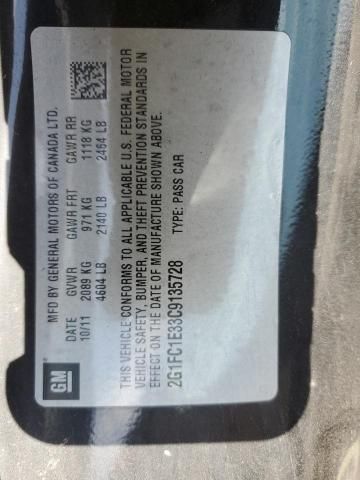 GM
MFD BY GENERAL MOTORS OF CANADA LTD.
DATE GVWR GAWR FRT GAWR RR
10/11 2089 KG 971 KG 1118 KG
4604 LB 2140 LB 2464 LB
THIS VEHICLE CONFORMS TO ALL APPLICABLE U.S. FEDERAL MOTOR
VEHICLE SAFETY, BUMPER, AND THEFT PREVENTION STANDARDS IN
EFFECT ON THE DATE OF MANUFACTURE SHOWN ABOVE.
2G1FC1E33C9135728 TYPE: PASS CAR